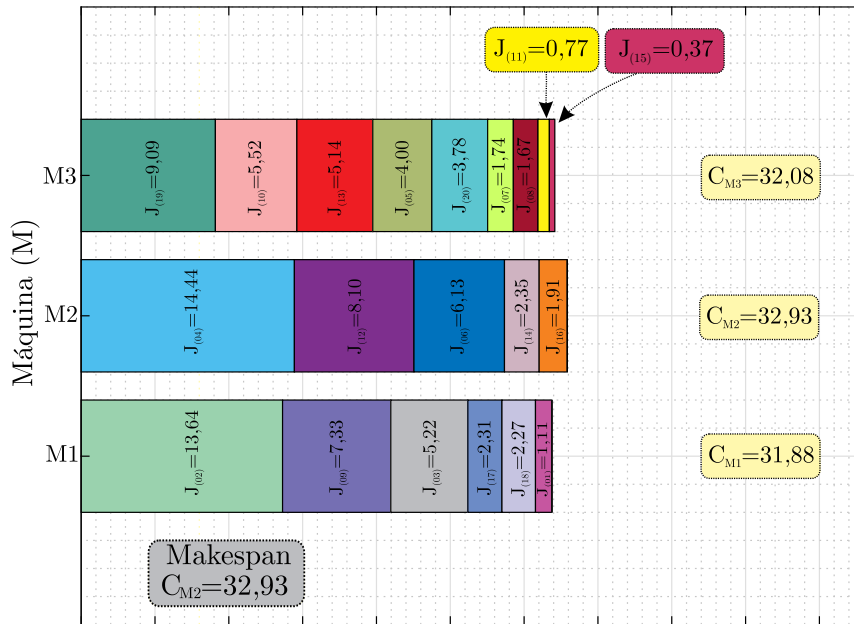 J(11)=0,77
J(15)=0,37
Máquina (M)
M3
J(19)=9,09
J(10)=5,52
J(13)=5,14
J(05)=4,00
J(20)=3,78
J(07)=1,74
J(08)=1,67
CM3=32,08
M2
J(04)=14,44
J(12)=8,10
J(06)=6,13
J(14)=2,35
J(16)=1,91
CM2=32,93
M1
J(02)=13,64
J(09)=7,33
J(03)=5,22
J(17)=2,31
J(18)=2,27
J(01)=1,11
CM1=31,88
Makespan
CM2=32,93